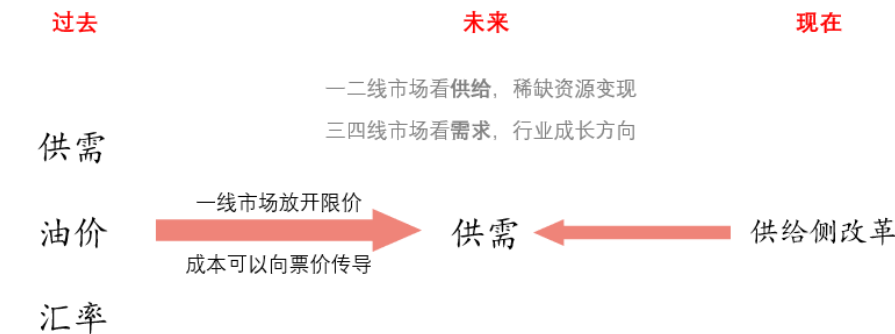 过去 未来 现在
一二线市场看供给，稀缺资源变现
三四线市场看需求，行业成长方向
供需
一线市场放开限价
油价 供需 供给侧改革
成本可以向票价传导
汇率